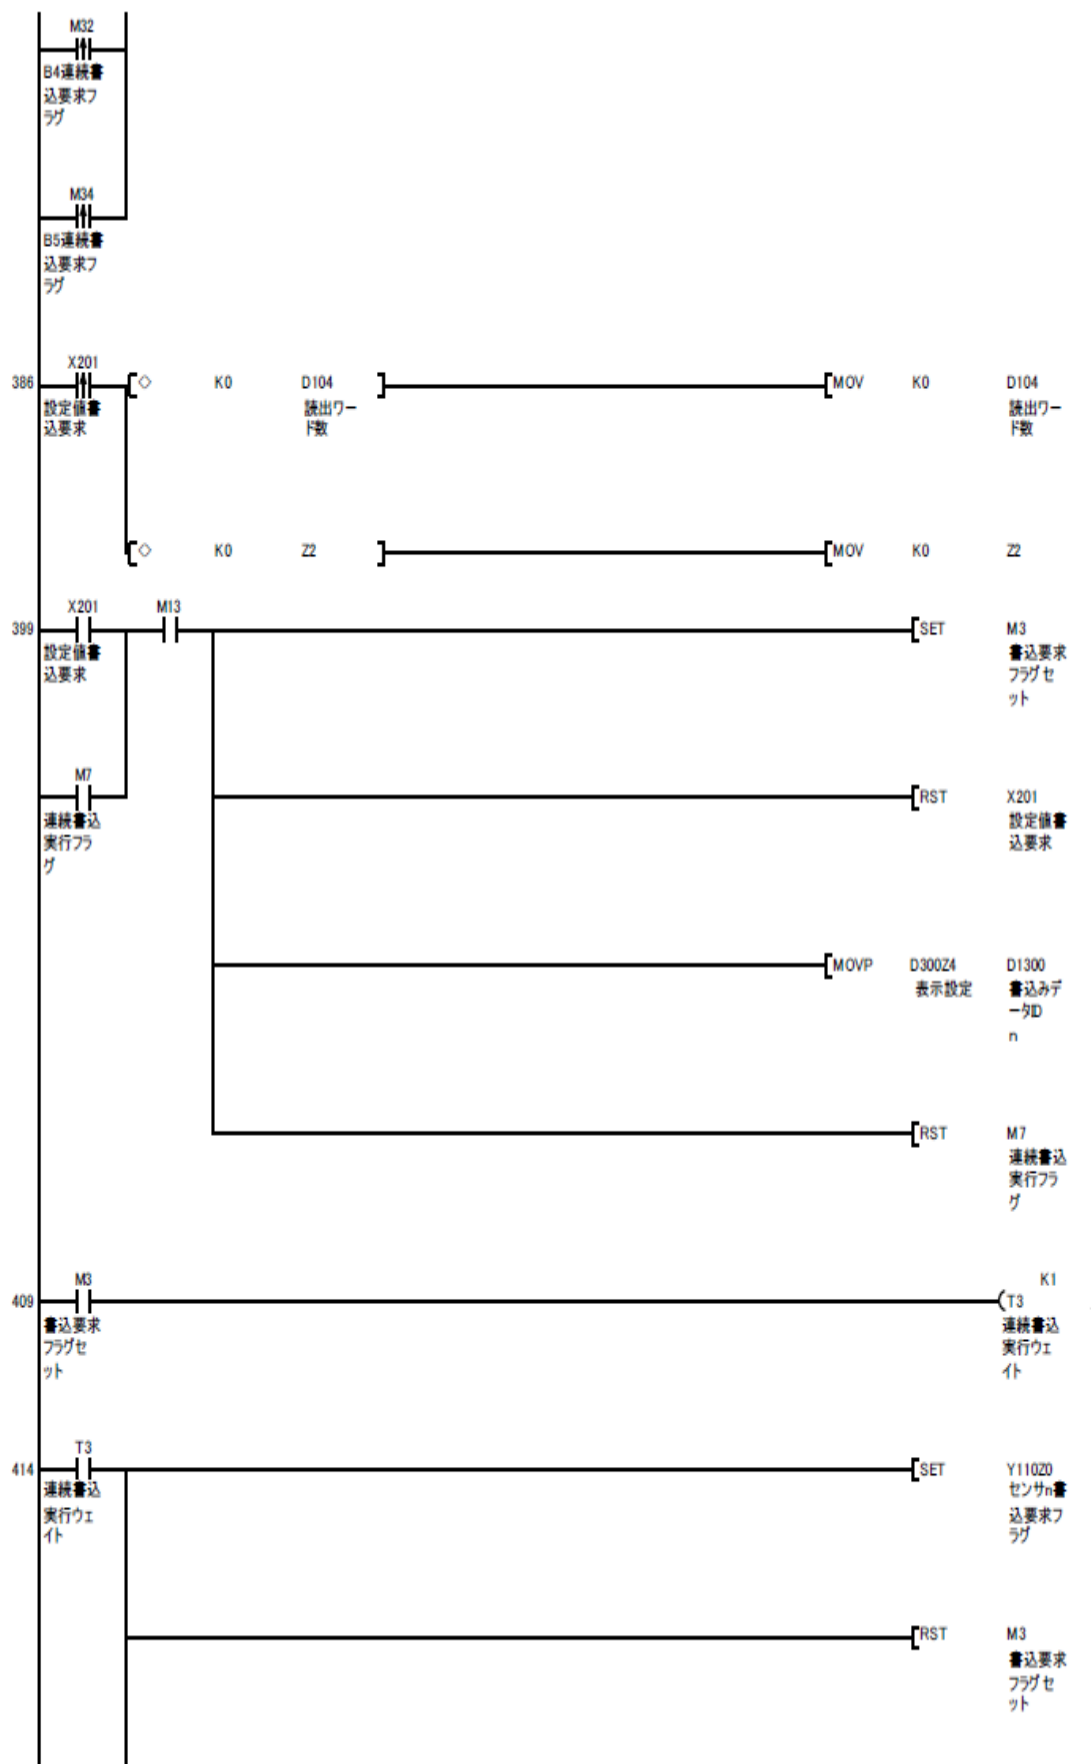 M32
B4連続書
込要求フ
ラグ
M34
B5連続書
込要求フ
ラグ
X201
386 K0 D104 MOV K0 D104
設定値書
込要求
読出ワー
ド数
読出ワー
ド数
K0 Z2 MOV K0 Z2
X201 M13
399 SET M3
設定値書
込要求
書込要求
フラグセ
ット
M7
連続書込
実行フラ
グ
RST X201
設定値書
込要求
MOVP D300Z4 D1300
表示設定
書込みデ
ータID
n
RST M7
連続書込
実行フラ
グ
M3 K1
409 T3
書込要求
フラグセ
ット
連続書込
実行ウェ
イト
T3
414 SET Y110Z0
連続書込
実行ウェ
イト
センサn書
込要求フ
ラグ
RST M3
書込要求
フラグセ
ット